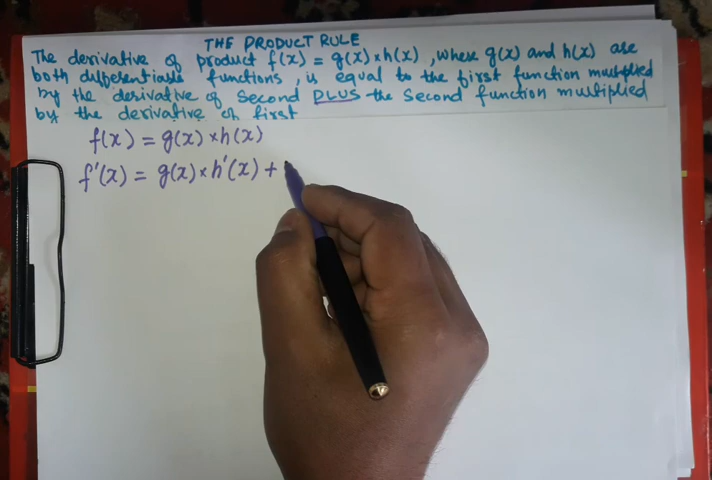 THE PRODUCT RULE
The derivative of product f(x) = g(x) × h(x), where g(x) and h(x) are
both differentiable functions, is equal to the first function multiplied
by the derivative of second PLUS the second function multiplied
by the derivative of first
f(x) = g(x) × h(x)
f'(x) = g(x) × h'(x) +